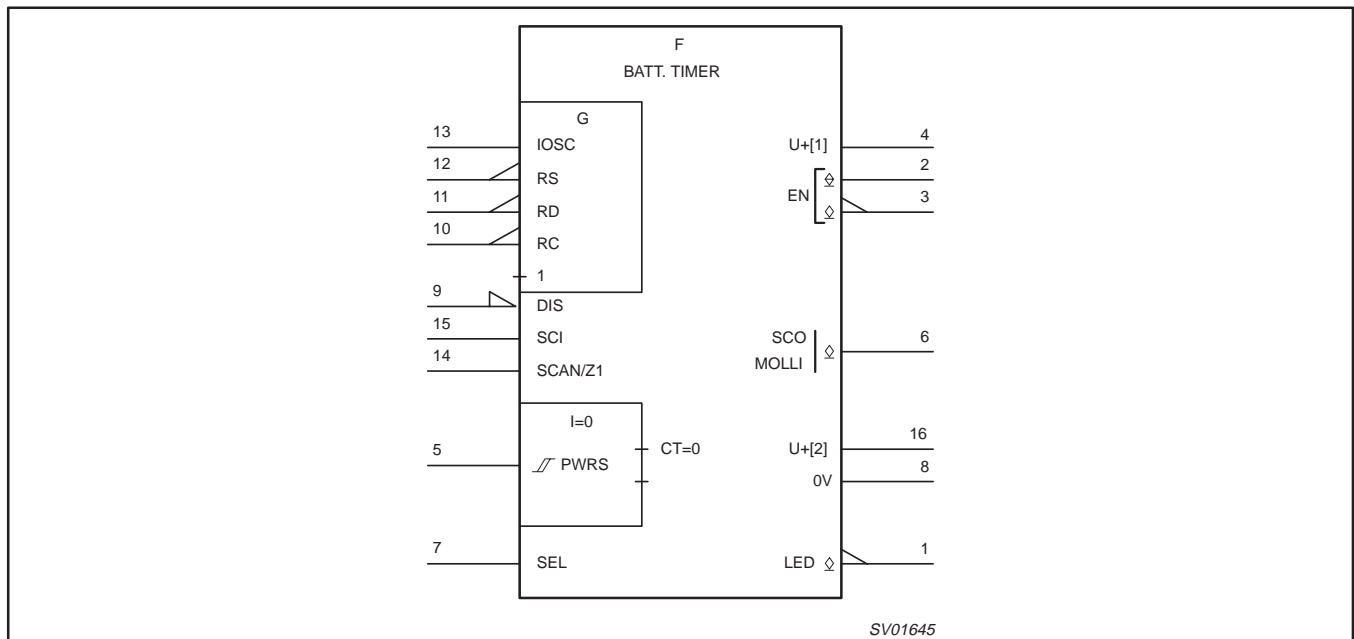 F
BATT. TIMER
G
13 IOSC U+[1] 4
12 RS 2
EN
11 RD 3
10 RC
1
9 DIS
15 SCI SCO 6
MOLLI
14 SCAN/Z1
I=0
5 PWRS CT=0 U+[2] 16
0V 8
7 SEL LED 1
SV01645